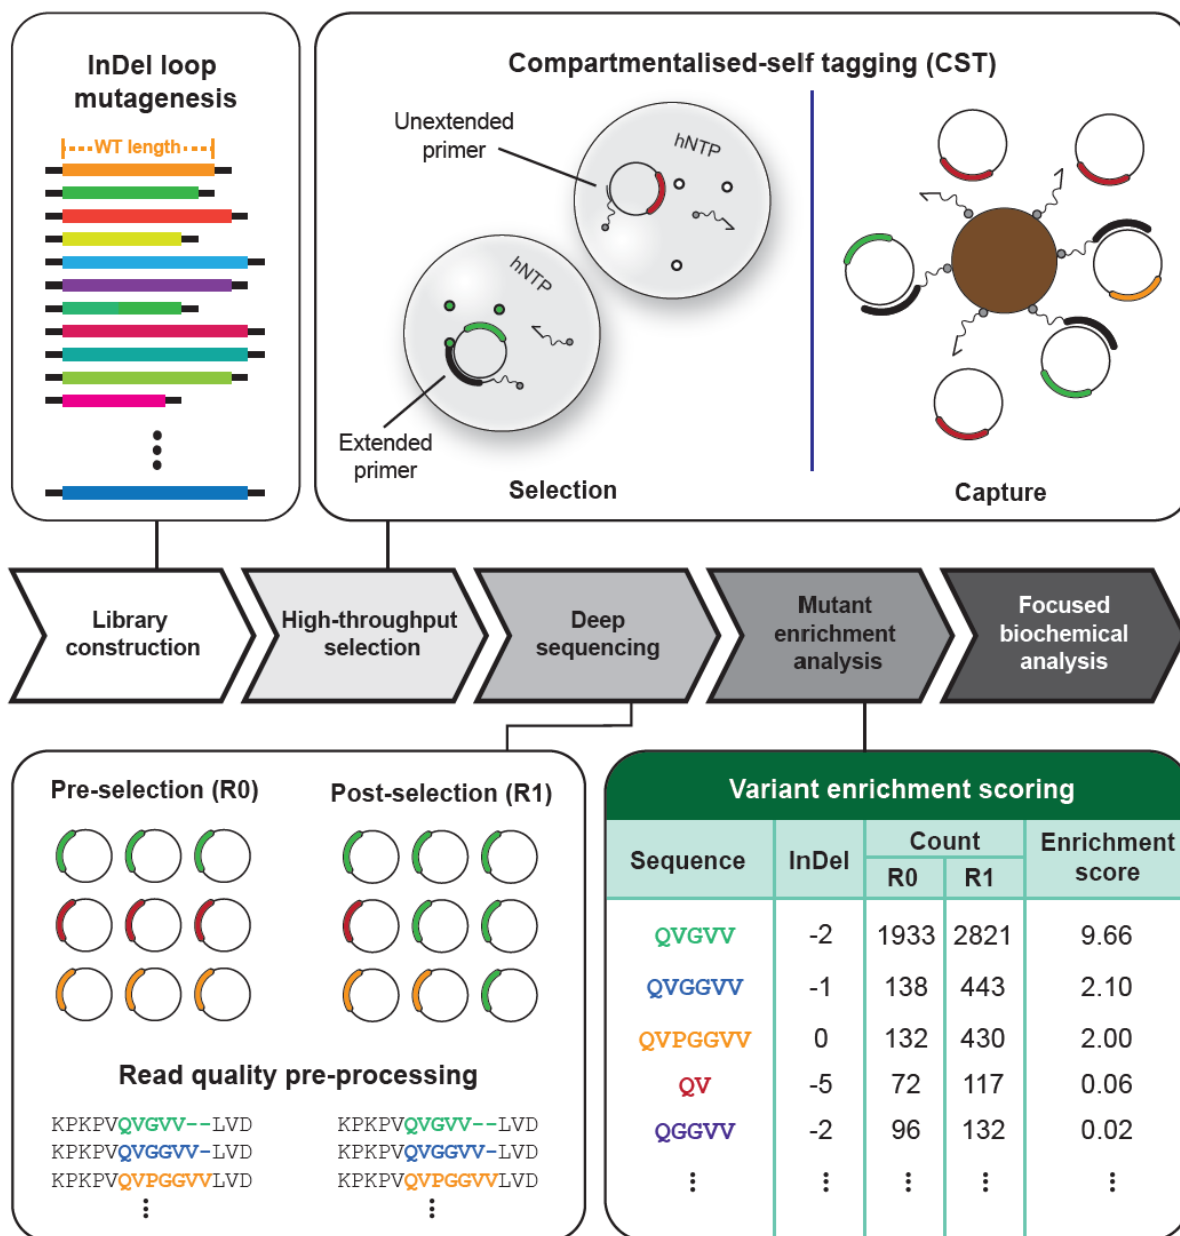 InDel loop
mutagenesis
WT length
Compartmentalised-self tagging (CST)
Unextended
primer
hNTP
hNTP
Extended
primer
Selection
Capture
Library
construction
High-throughput
selection
Deep
sequencing
Mutant
enrichment
analysis
Focused
biochemical
analysis
Pre-selection (R0)
Post-selection (R1)
Read quality pre-processing
KPKPVQVGVV--LVD
KPKPVQVGGVV-LVD
KPKPVQVPGGVVLVD
KPKPVQVGVV--LVD
KPKPVQVGGVV-LVD
KPKPVQVPGGVVLVD
Variant enrichment scoring
Sequence InDel Count Enrichment score
R0 R1
QVGVV -2 1933 2821 9.66
QVGGVV -1 138 443 2.10
QVPGGVV 0 132 430 2.00
QV -5 72 117 0.06
QGGVV -2 96 132 0.02